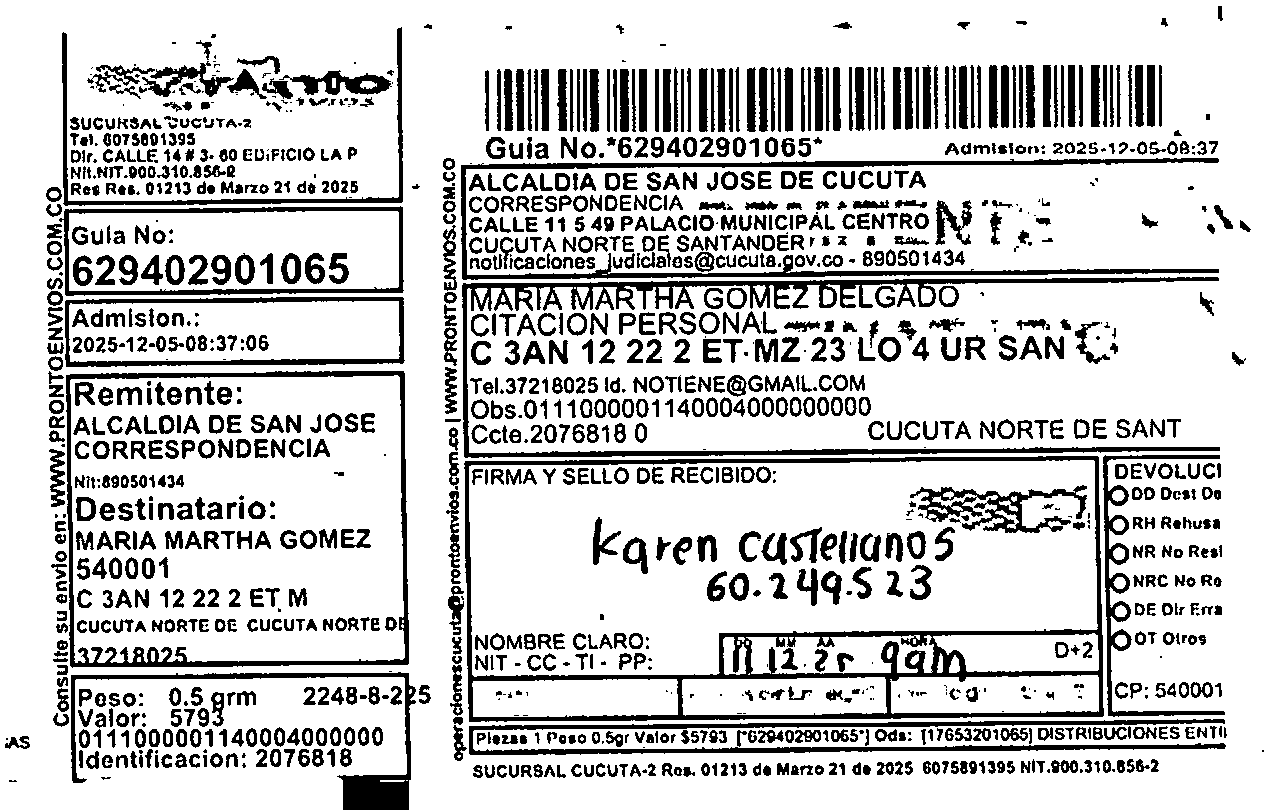 SUCURSAL CUCUTA-2
Tel. 6075891395
Dir. CALLE 14 # 3- 60 EDIFICIO LA P
Nit.NIT.900.310.856-2
Res Res. 01213 de Marzo 21 de 2025
Consulte su envio en: WWW.PRONTOENVIOS.COM.CO
Guia No:
629402901065
Admision.:
2025-12-05-08:37:06
Remitente:
ALCALDIA DE SAN JOSE
CORRESPONDENCIA
Nit:890501434
Destinatario:
MARIA MARTHA GOMEZ
540001
C 3AN 12 22 2 ET M
CUCUTA NORTE DE CUCUTA NORTE DE
37218025
Peso: 0.5 grm 2248-8-225
Valor: 5793
0111000001140004000000
Identificacion: 2076818
operacionescucuta@prontoenvios.com.co | WWW.PRONTOENVIOS.COM.CO
Guia No.*629402901065* Admision: 2025-12-05-08:37
ALCALDIA DE SAN JOSE DE CUCUTA
CORRESPONDENCIA
CALLE 11 5 49 PALACIO MUNICIPAL CENTRO
CUCUTA NORTE DE SANTANDER
notificaciones_judiciales@cucuta.gov.co - 890501434
MARIA MARTHA GOMEZ DELGADO
CITACION PERSONAL
C 3AN 12 22 2 ET MZ 23 LO 4 UR SAN
Tel.37218025 Id. NOTIENE@GMAIL.COM
Obs.0111000001140004000000000
Ccte.2076818 0 CUCUTA NORTE DE SANT
FIRMA Y SELLO DE RECIBIDO:
Karen Castellanos
60.249.523
NOMBRE CLARO:
NIT - CC - TI - PP:
DD MM AA HORA
11 12 25 9am
D+2
DEVOLUCI
DD Dest De
RH Rehusa
NR No Resi
NRC No Re
DE Dir Erra
OT Otros
CP: 540001
Piezas 1 Peso 0.5gr Valor $5793 [*629402901065*] Ods: [17653201065] DISTRIBUCIONES ENTI
SUCURSAL CUCUTA-2 Res. 01213 de Marzo 21 de 2025 6075891395 NIT.900.310.856-2